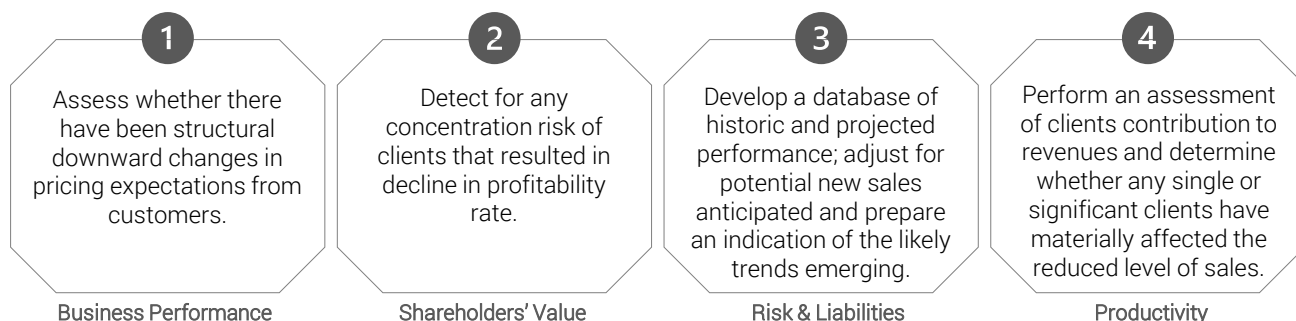 1
Assess whether there
have been structural
downward changes in
pricing expectations from
customers.
Business Performance
2
Detect for any
concentration risk of
clients that resulted in
decline in profitability
rate.
Shareholders' Value
3
Develop a database of
historic and projected
performance; adjust for
potential new sales
anticipated and prepare
an indication of the likely
trends emerging.
Risk & Liabilities
4
Perform an assessment
of clients contribution to
revenues and determine
whether any single or
significant clients have
materially affected the
reduced level of sales.
Productivity